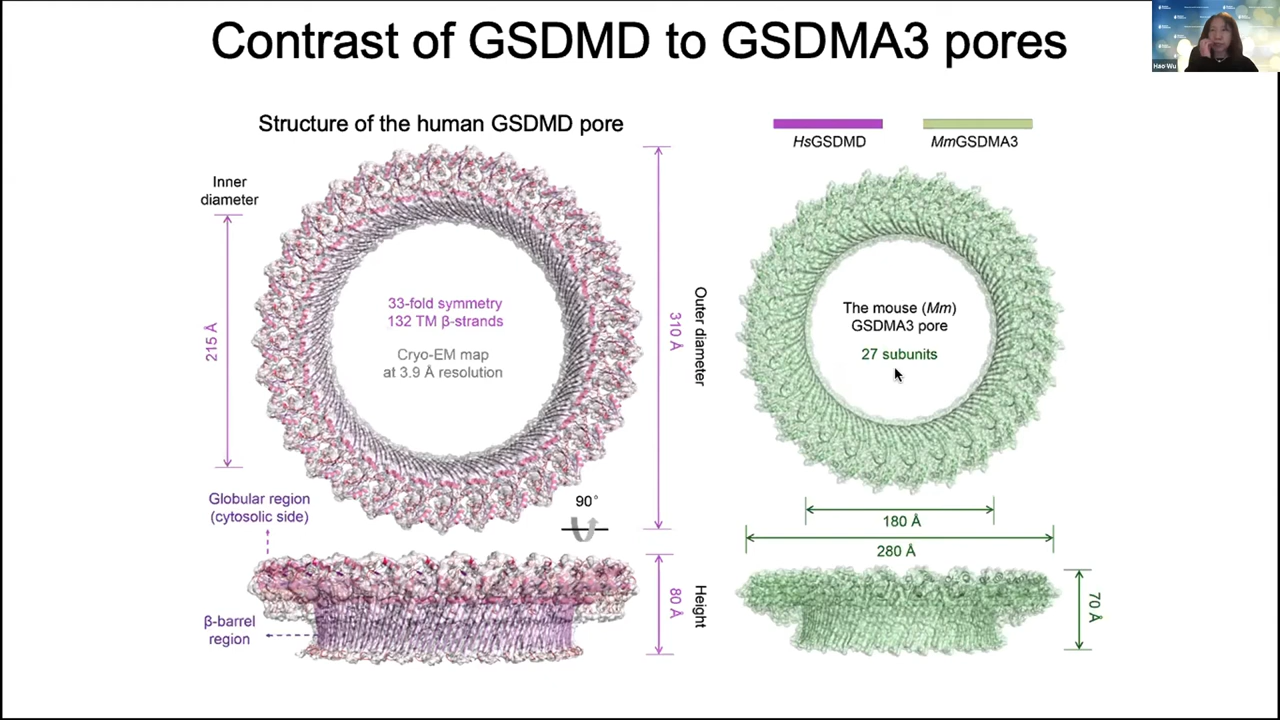 Contrast of GSDMD to GSDMA3 pores
Hao Wu
Structure of the human GSDMD pore
HsGSDMD
MmGSDMA3
Inner
diameter
215 Å
33-fold symmetry
132 TM β-strands
Cryo-EM map
at 3.9 Å resolution
310 Å
Outer diameter
The mouse (Mm)
GSDMA3 pore
27 subunits
Globular region
(cytosolic side)
90°
180 Å
280 Å
β-barrel
region
80 Å
Height
70 Å